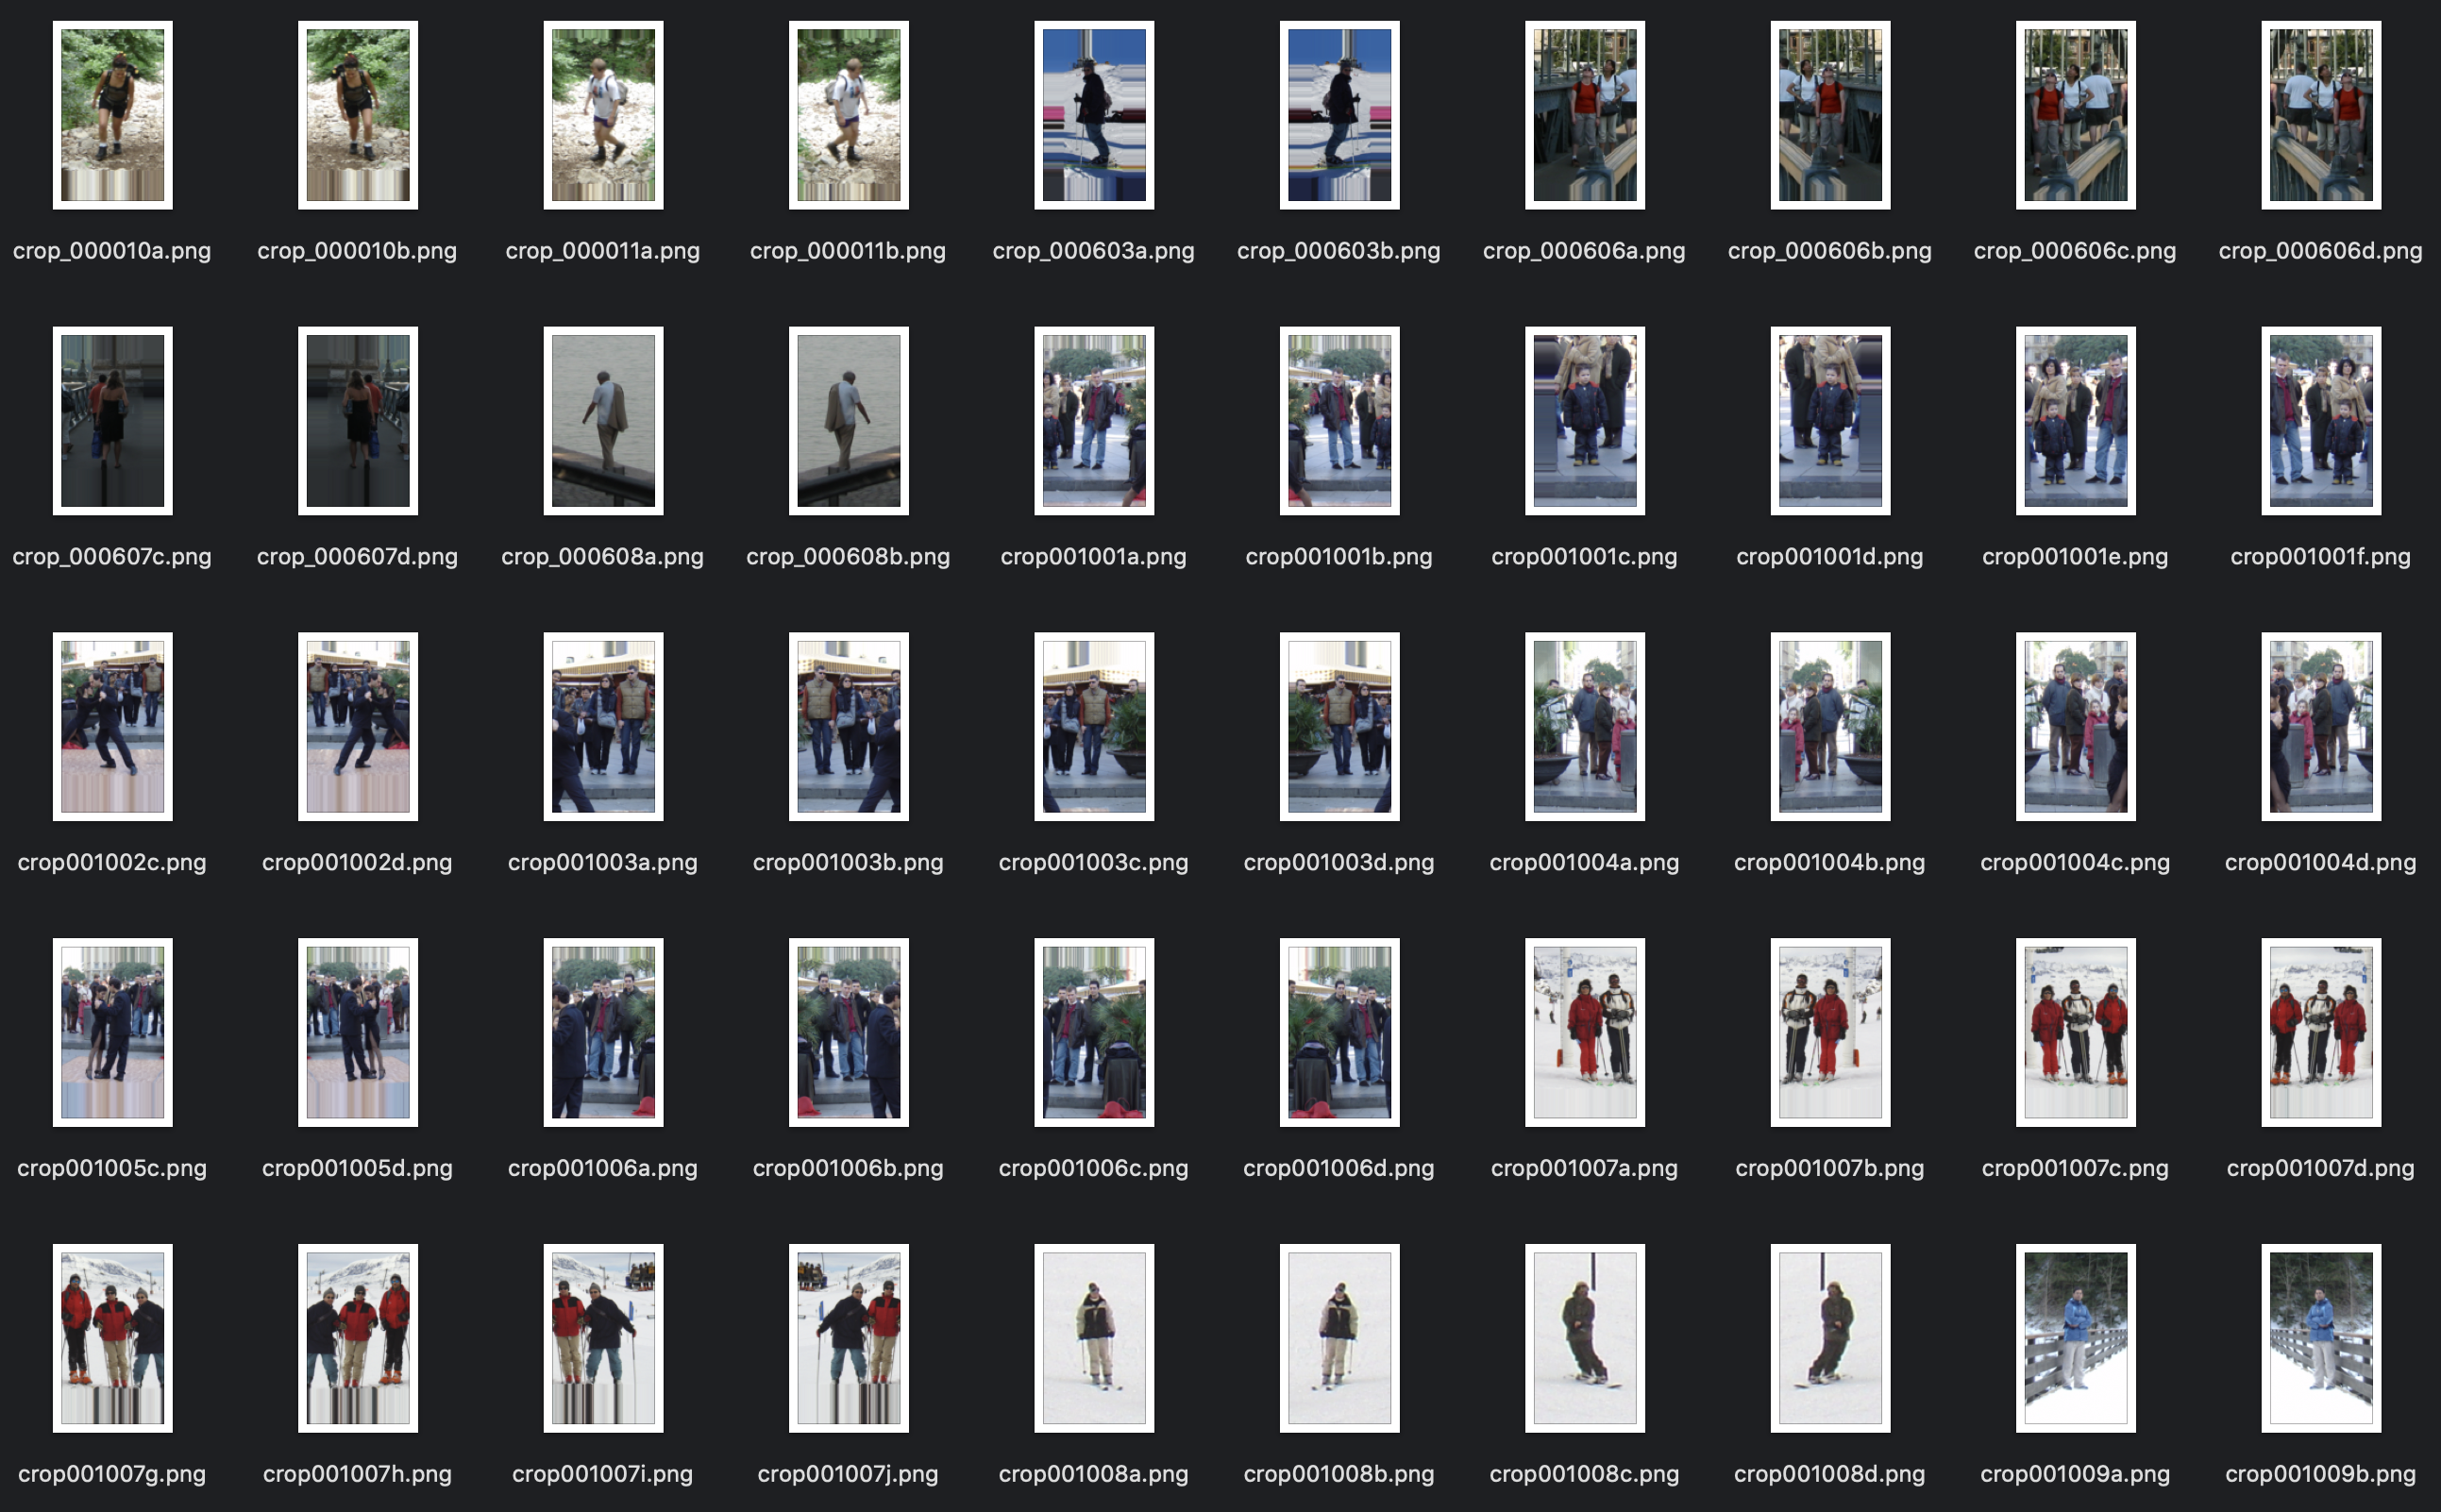 crop_000010a.png crop_000010b.png crop_000011a.png crop_000011b.png crop_000603a.png crop_000603b.png crop_000606a.png crop_000606b.png crop_000606c.png crop_000606d.png
crop_000607c.png crop_000607d.png crop_000608a.png crop_000608b.png crop001001a.png crop001001b.png crop001001c.png crop001001d.png crop001001e.png crop001001f.png
crop001002c.png crop001002d.png crop001003a.png crop001003b.png crop001003c.png crop001003d.png crop001004a.png crop001004b.png crop001004c.png crop001004d.png
crop001005c.png crop001005d.png crop001006a.png crop001006b.png crop001006c.png crop001006d.png crop001007a.png crop001007b.png crop001007c.png crop001007d.png
crop001007g.png crop001007h.png crop001007i.png crop001007j.png crop001008a.png crop001008b.png crop001008c.png crop001008d.png crop001009a.png crop001009b.png